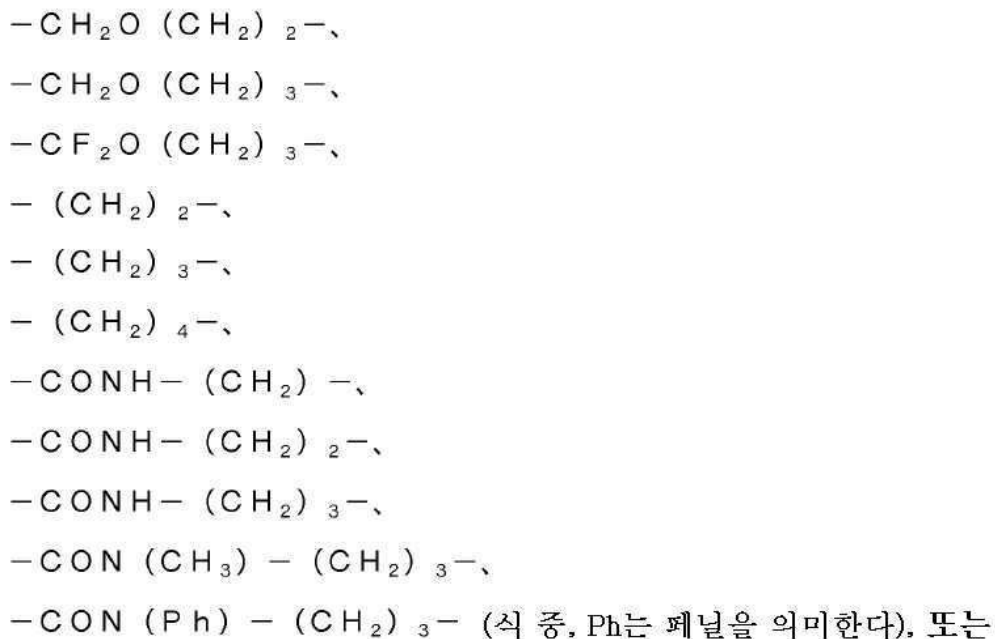 －CH₂O（CH₂）₂－、
－CH₂O（CH₂）₃－、
－CF₂O（CH₂）₃－、
－（CH₂）₂－、
－（CH₂）₃－、
－（CH₂）₄－、
－CONH－（CH₂）－、
－CONH－（CH₂）₂－、
－CONH－（CH₂）₃－、
－CON（CH₃）－（CH₂）₃－、
－CON（Ph）－（CH₂）₃－ (식 중, Ph는 페닐을 의미한다), 또는